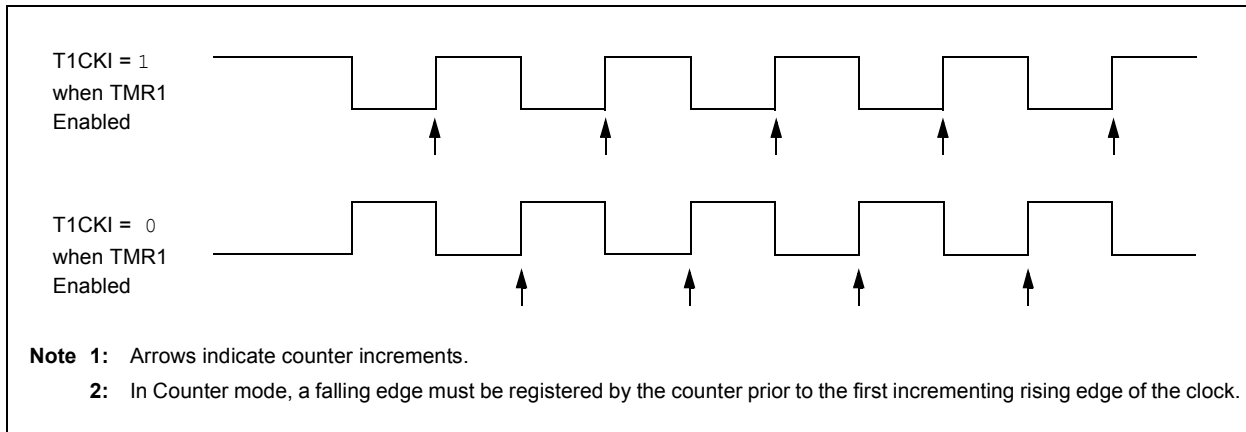 T1CKI = 1
when TMR1
Enabled
T1CKI = 0
when TMR1
Enabled
Note 1: Arrows indicate counter increments.
2: In Counter mode, a falling edge must be registered by the counter prior to the first incrementing rising edge of the clock.